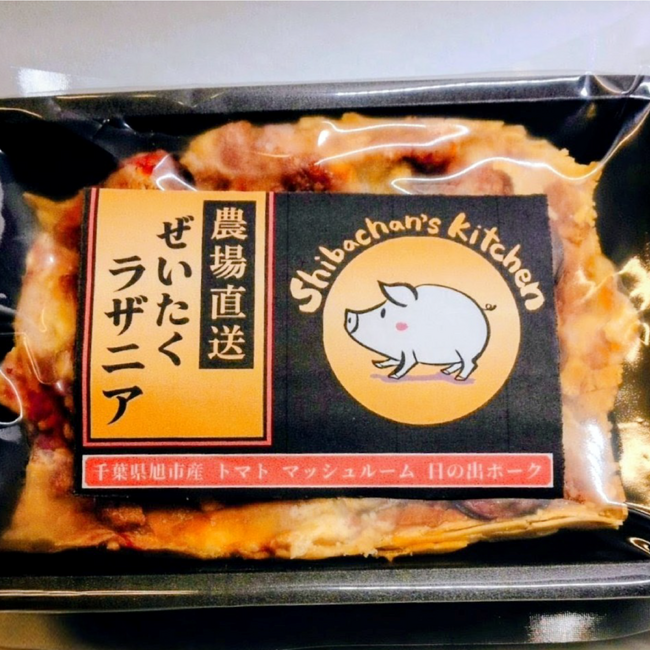 農場直送
ぜいたく
ラザニア
Shibachan's Kitchen
千葉県旭市産 トマト マッシュルーム 日の出ポーク